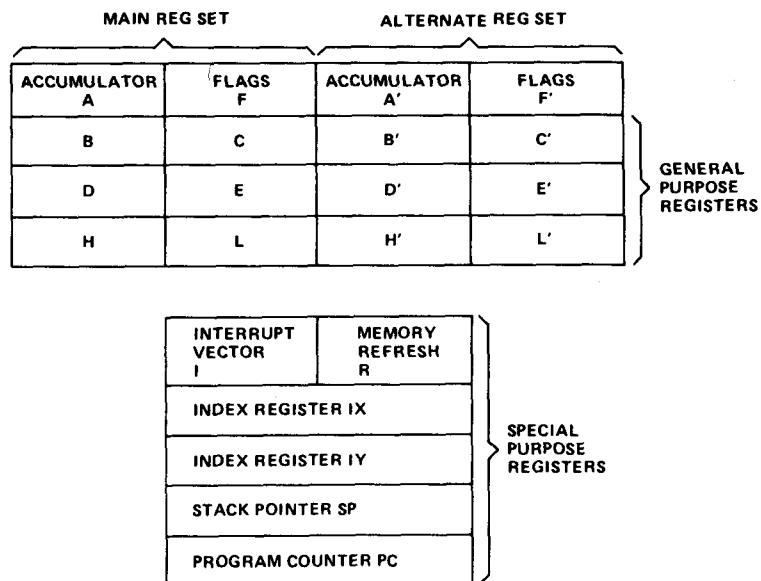 MAIN REG SET
ALTERNATE REG SET
ACCUMULATOR
A
FLAGS
F
ACCUMULATOR
A'
FLAGS
F'
B
C
B'
C'
D
E
D'
E'
H
L
H'
L'
GENERAL
PURPOSE
REGISTERS
INTERRUPT
VECTOR
I
MEMORY
REFRESH
R
INDEX REGISTER IX
INDEX REGISTER IY
STACK POINTER SP
PROGRAM COUNTER PC
SPECIAL
PURPOSE
REGISTERS